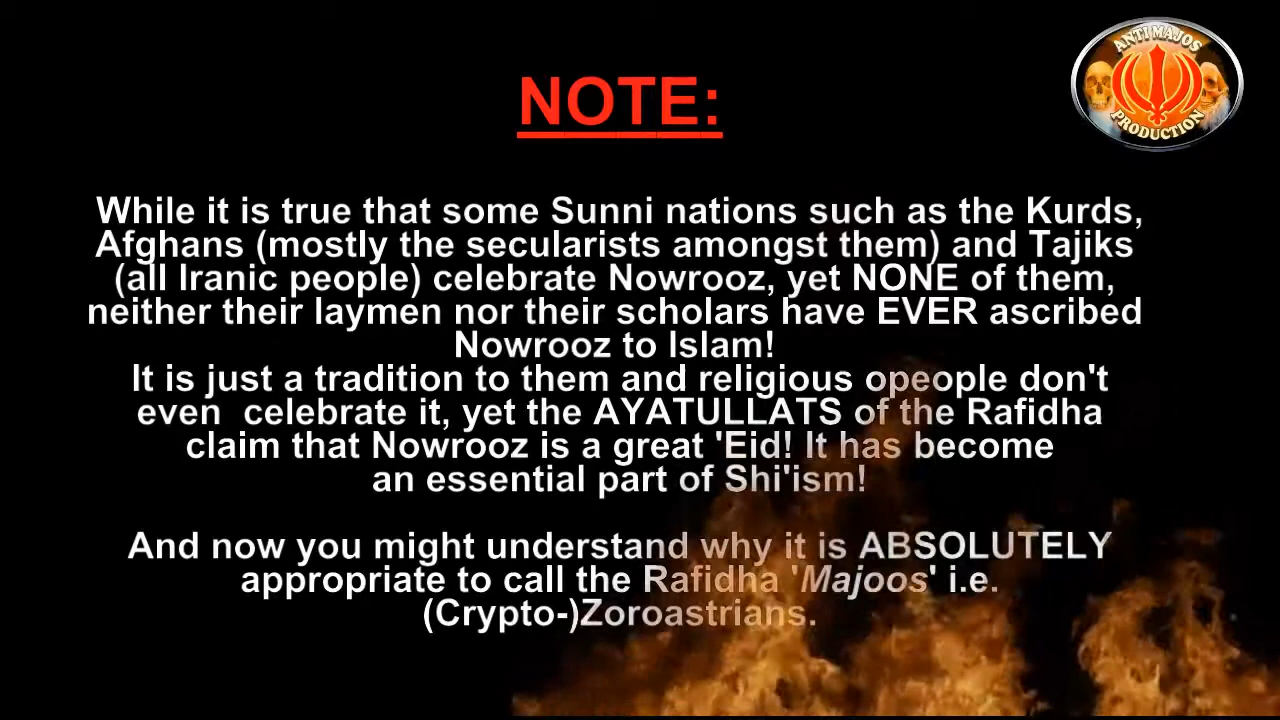 ANTI MAJOS
PRODUCTION
NOTE:
While it is true that some Sunni nations such as the Kurds,
Afghans (mostly the secularists amongst them) and Tajiks
(all Iranic people) celebrate Nowrooz, yet NONE of them,
neither their laymen nor their scholars have EVER ascribed
Nowrooz to Islam!
It is just a tradition to them and religious opeople don't
even  celebrate it, yet the AYATULLATS of the Rafidha
claim that Nowrooz is a great 'Eid! It has become
an essential part of Shi'ism!
And now you might understand why it is ABSOLUTELY
appropriate to call the Rafidha 'Majoos' i.e.
(Crypto-)Zoroastrians.